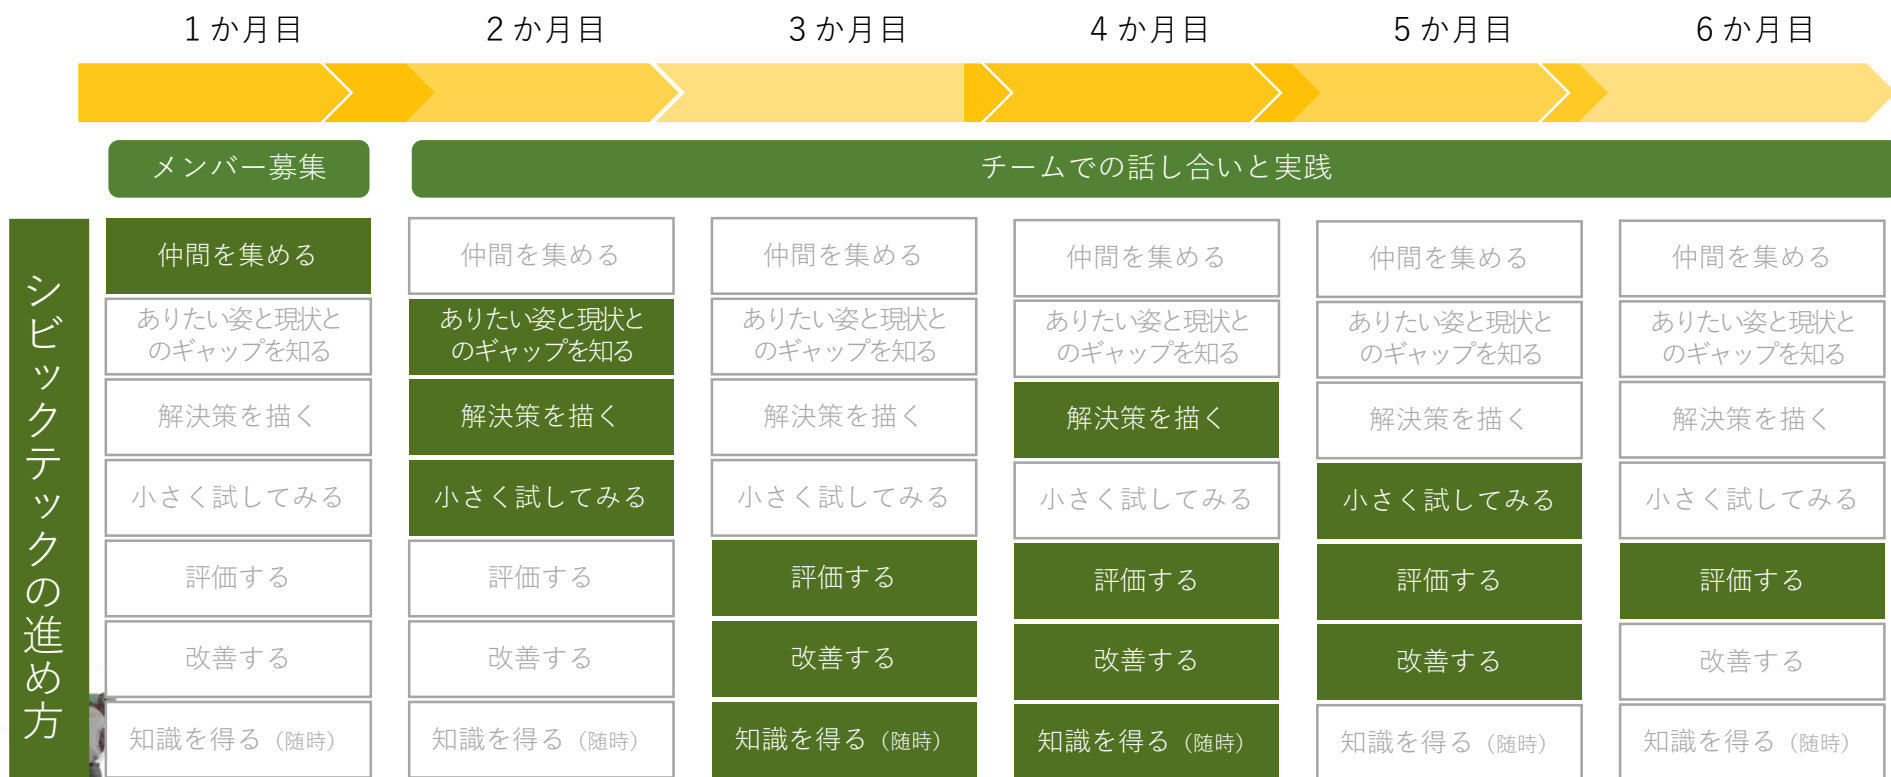 1か月目
2か月目
3か月目
4か月目
5か月目
6か月目
メンバー募集
チームでの話し合いと実践
シビックテックの進め方
仲間を集める
仲間を集める
仲間を集める
仲間を集める
仲間を集める
仲間を集める
ありたい姿と現状と
のギャップを知る
ありたい姿と現状と
のギャップを知る
ありたい姿と現状と
のギャップを知る
ありたい姿と現状と
のギャップを知る
ありたい姿と現状と
のギャップを知る
ありたい姿と現状と
のギャップを知る
解決策を描く
解決策を描く
解決策を描く
解決策を描く
解決策を描く
解決策を描く
小さく試してみる
小さく試してみる
小さく試してみる
小さく試してみる
小さく試してみる
小さく試してみる
評価する
評価する
評価する
評価する
評価する
評価する
改善する
改善する
改善する
改善する
改善する
改善する
知識を得る（随時）
知識を得る（随時）
知識を得る（随時）
知識を得る（随時）
知識を得る（随時）
知識を得る（随時）